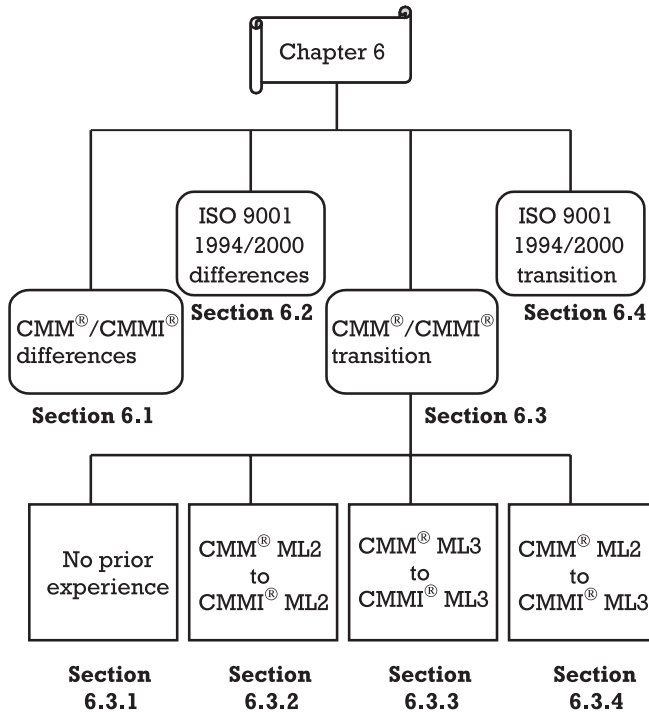 Chapter 6
ISO 9001
1994/2000
differences
Section 6.2
ISO 9001
1994/2000
transition
Section 6.4
CMM®/CMMI®
differences
Section 6.1
CMM®/CMMI®
transition
Section 6.3
No prior
experience
Section
6.3.1
CMM® ML2
to
CMMI® ML2
Section
6.3.2
CMM® ML3
to
CMMI® ML3
Section
6.3.3
CMM® ML2
to
CMMI® ML3
Section
6.3.4